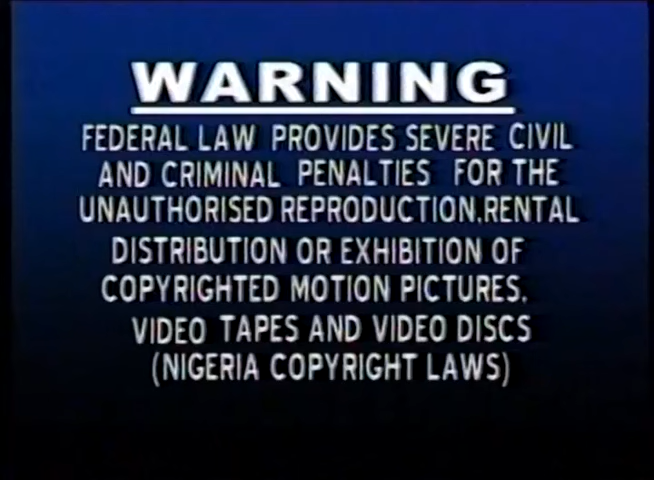 WARNING
FEDERAL LAW PROVIDES SEVERE CIVIL
AND CRIMINAL PENALTIES FOR THE
UNAUTHORISED REPRODUCTION,RENTAL
DISTRIBUTION OR EXHIBITION OF
COPYRIGHTED MOTION PICTURES,
VIDEO TAPES AND VIDEO DISCS
(NIGERIA COPYRIGHT LAWS)